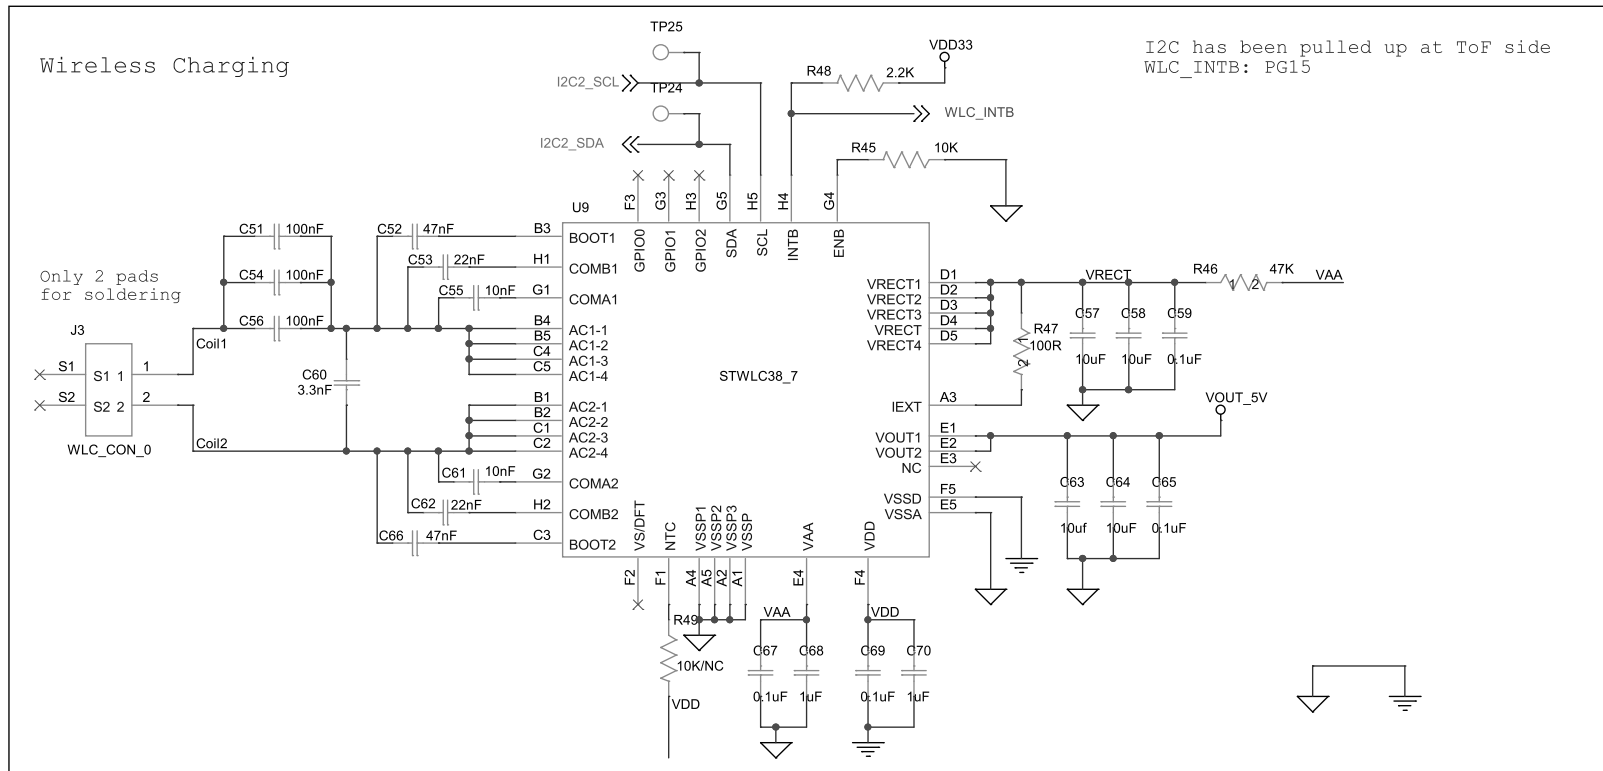 TP25
Wireless Charging
VDD33
I2C has been pulled up at ToF side
WLC_INTB: PG15
R48 2.2K
I2C2_SCL
TP24
WLC_INTB
I2C2_SDA
R45 10K
F3 G3 H3 G5 H5 H4 G4
U9
GPIO0 GPIO1 GPIO2 SDA SCL INTB ENB
C51 100nF
C52 47nF B3 BOOT1
C53 22nF H1 COMB1
Only 2 pads
for soldering
C54 100nF
C55 10nF G1 COMA1
C56 100nF
B4 AC1-1
B5 AC1-2
C4 AC1-3
C5 AC1-4
J3
Coil1
S1 S1 1 1
S2 S2 2 2
WLC_CON_0
C60
3.3nF
Coil2
STWLC38_7
B1 AC2-1
B2 AC2-2
C1 AC2-3
C2 AC2-4
C61 10nF G2 COMA2
C62 22nF H2 COMB2
C66 47nF C3 BOOT2
VRECT1 D1
VRECT2 D2
VRECT3 D3
VRECT D4
VRECT4 D5
VRECT
R46 47K
1 2
VAA
R47
100R
1 2
C57 C58 C59
10uF 10uF 0.1uF
IEXT A3
VOUT_5V
VOUT1 E1
VOUT2 E2
NC E3
C63 C64 C65
10uf 10uF 0.1uF
VSSD F5
VSSA E5
VS/DFT NTC VSSP1 VSSP2 VSSP3 VSSP VAA VDD
F2 F1 A4 A5 A2 A1 E4 F4
R49
10K/NC
VDD
VAA
VDD
C67 C68 C69 C70
0.1uF 1uF 0.1uF 1uF